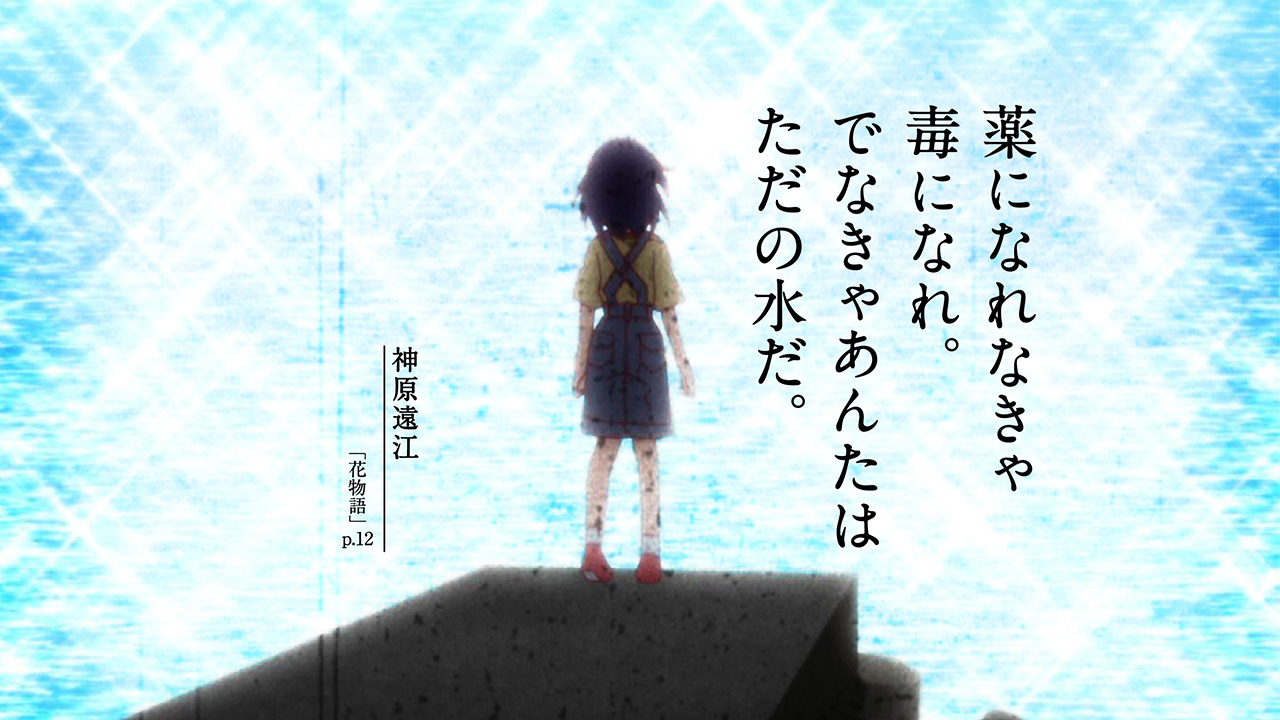 薬になれなきゃ
毒になれ。
でなきゃあんたは
ただの水だ。
神原遠江
「花物語」
p.12